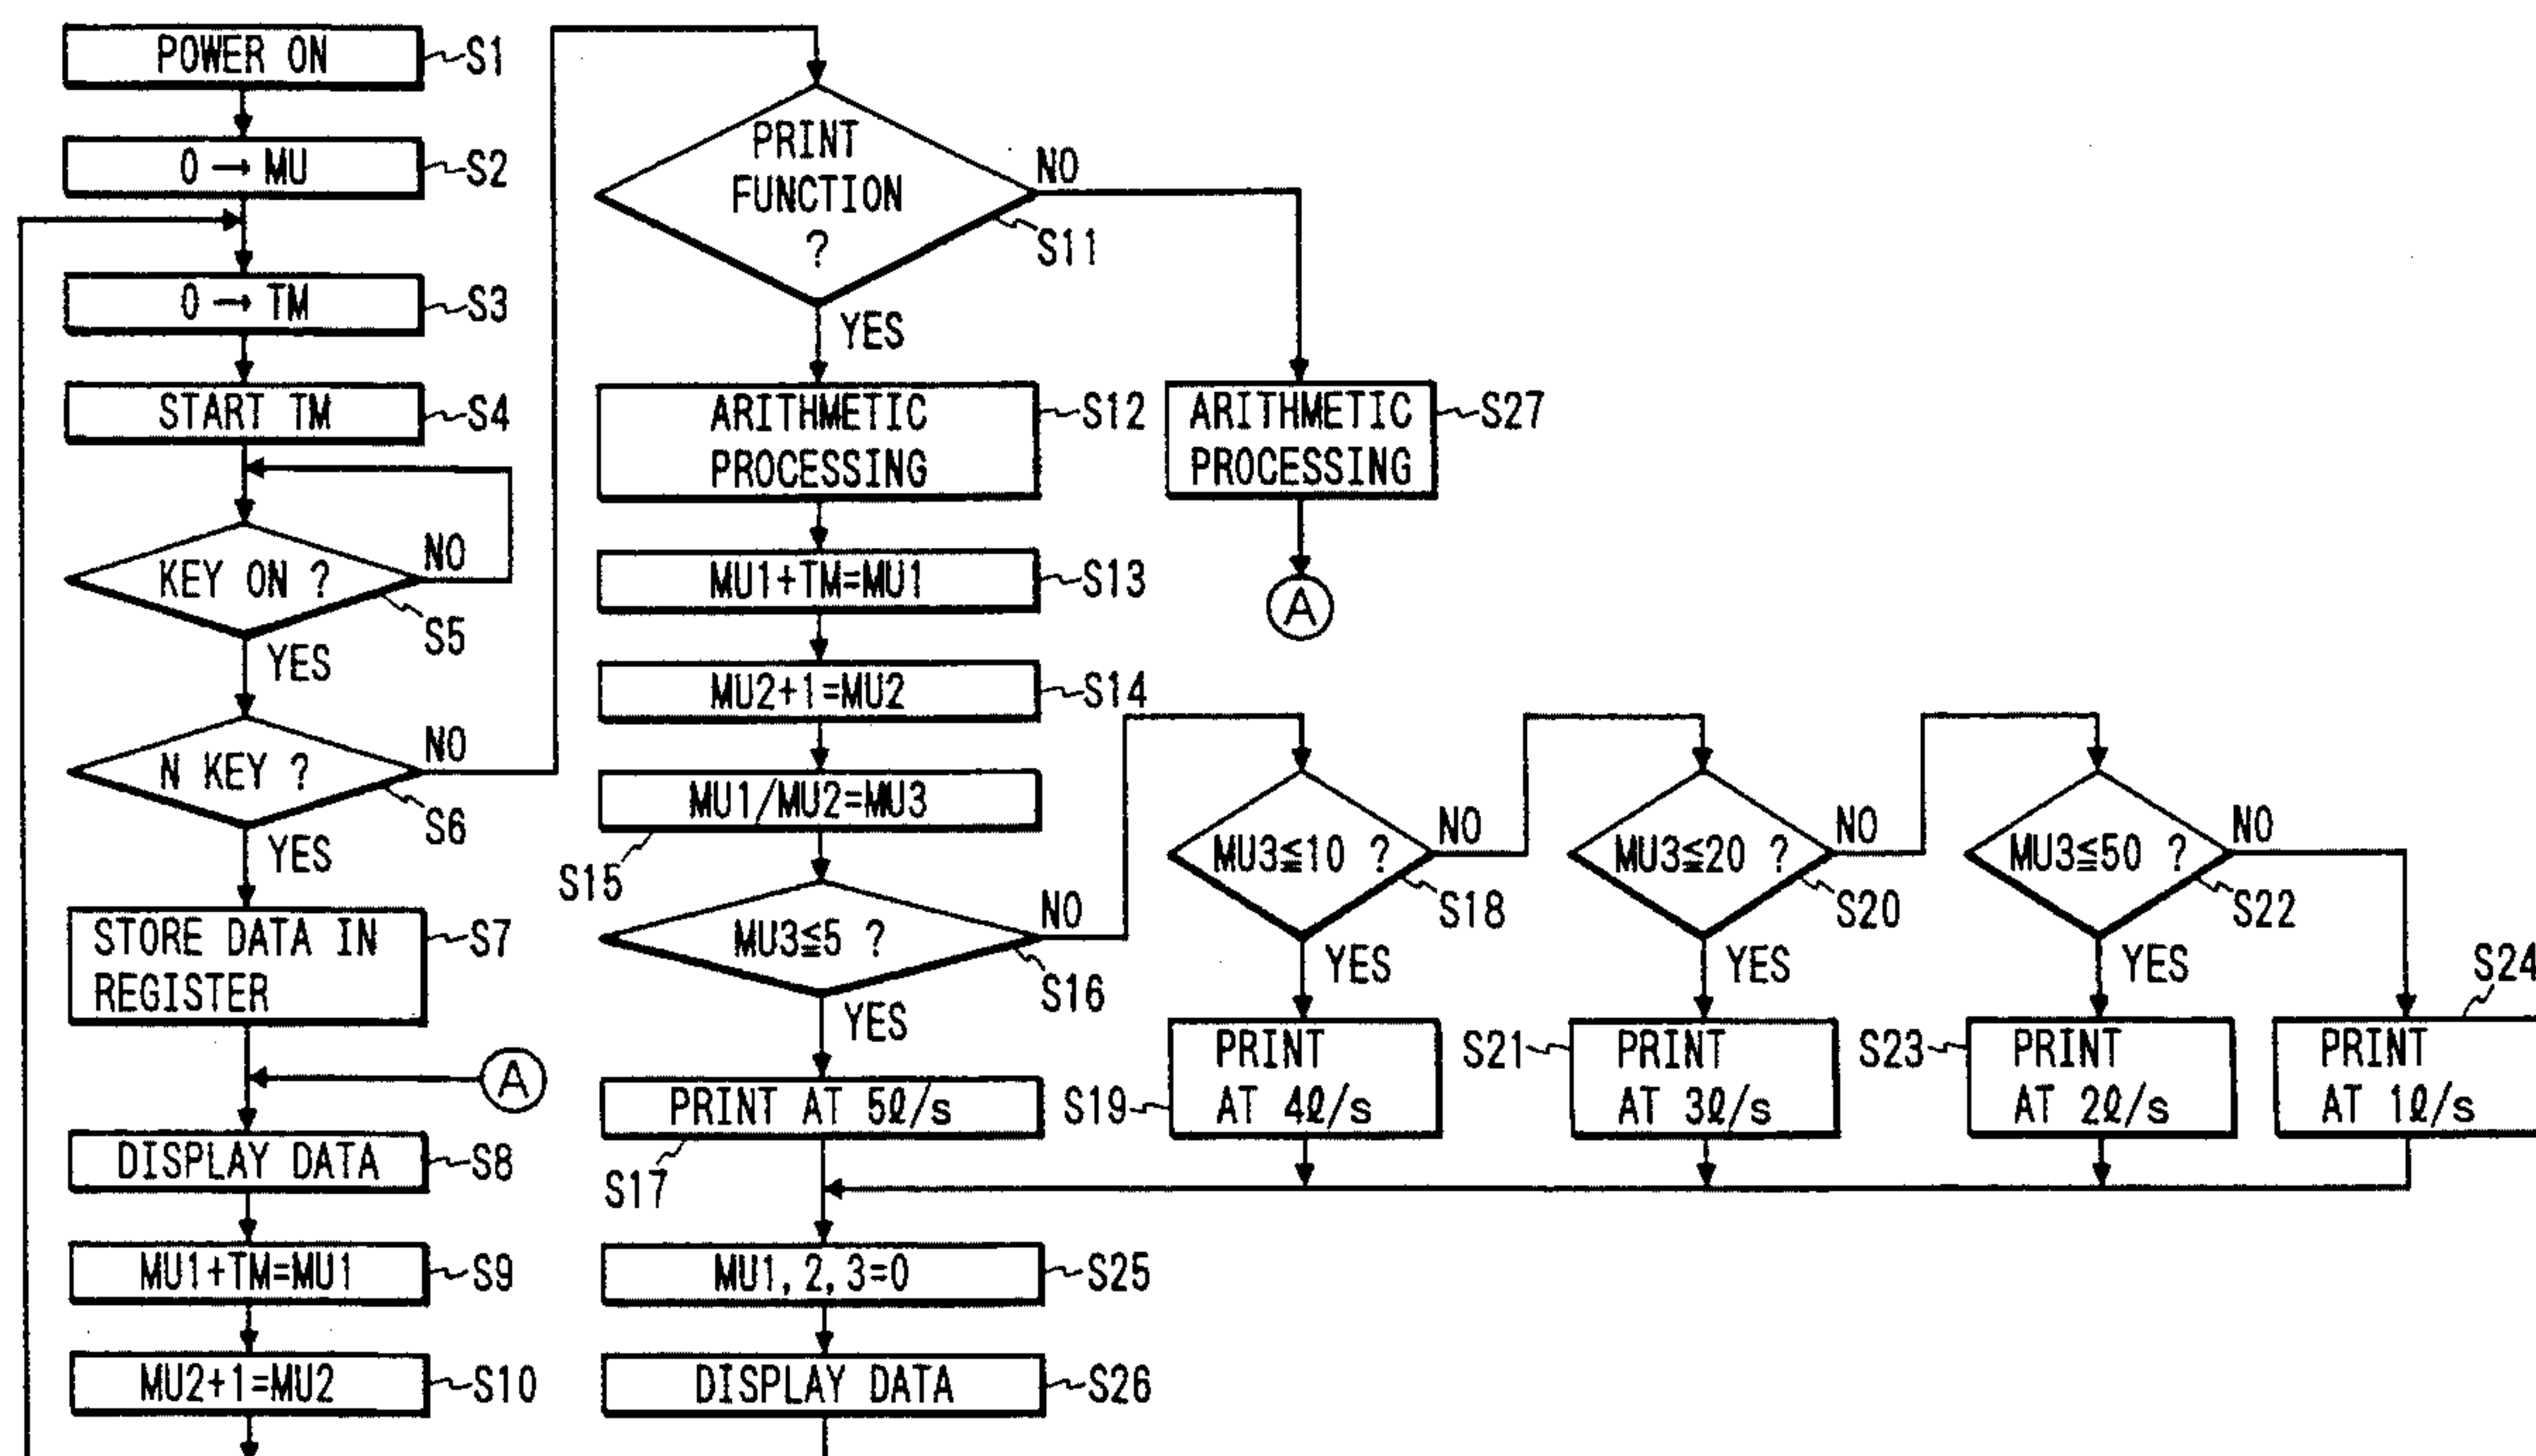 POWER ON
S1
0 → MU
S2
0 → TM
S3
START TM
S4
KEY ON ?
NO
S5
YES
N KEY ?
NO
S6
YES
STORE DATA IN
REGISTER
S7
A
DISPLAY DATA
S8
MU1+TM=MU1
S9
MU2+1=MU2
S10
PRINT
FUNCTION
?
NO
S11
YES
ARITHMETIC
PROCESSING
S12
ARITHMETIC
PROCESSING
S27
A
MU1+TM=MU1
S13
MU2+1=MU2
S14
MU1/MU2=MU3
S15
MU3≦5 ?
NO
S16
YES
PRINT AT 5ℓ/s
S17
MU3≦10 ?
NO
S18
YES
PRINT
AT 4ℓ/s
S19
MU3≦20 ?
NO
S20
YES
PRINT
AT 3ℓ/s
S21
MU3≦50 ?
NO
S22
YES
PRINT
AT 2ℓ/s
S23
PRINT
AT 1ℓ/s
S24
MU1,2,3=0
S25
DISPLAY DATA
S26